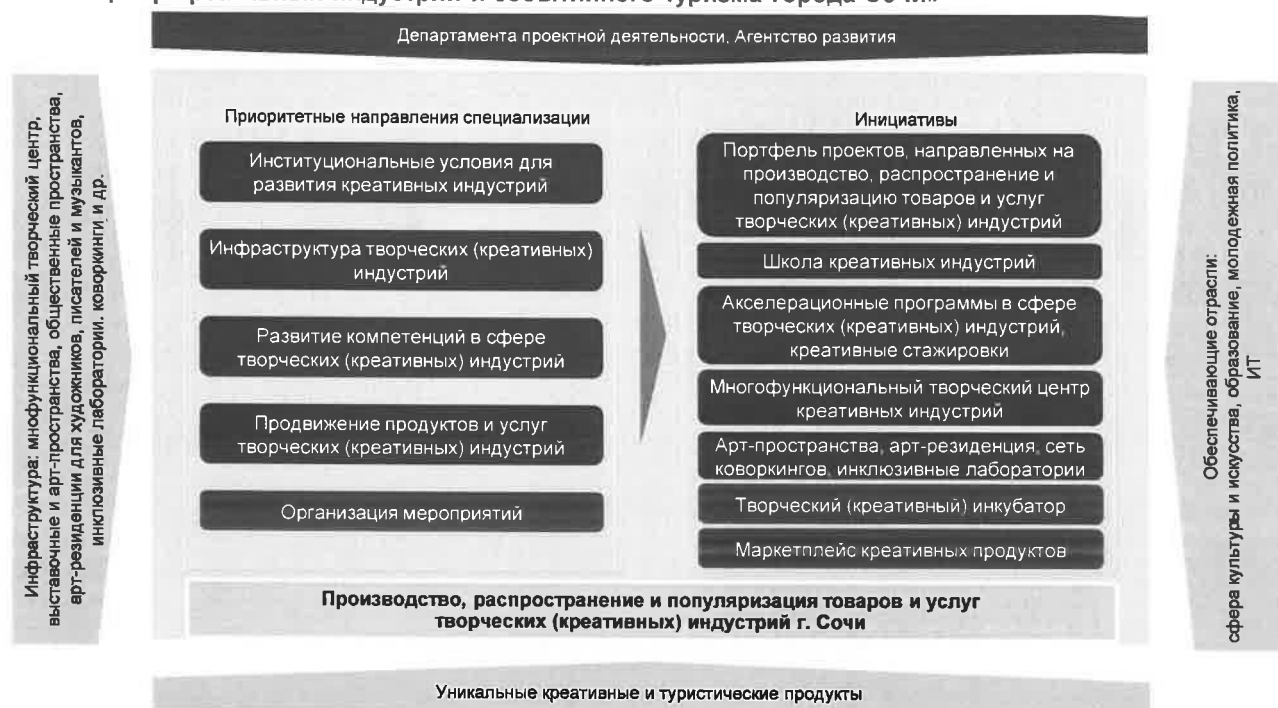 Департамента проектной деятельности. Агентство развития
Инфраструктура: мнофункциональный творческий центр,
выставочные и арт-пространства, общественные пространства,
арт-резиденции для художников, писателей и музыкантов,
инклюзивные лаборатории. коворкинги и др.
Приоритетные направления специализации
Институциональные условия для
развития креативных индустрий
Инфраструктура творческих (креативных)
индустрий
Развитие компетенций в сфере
творческих (креативных) индустрий
Продвижение продуктов и услуг
творческих (креативных) индустрий
Организация мероприятий
Инициативы
Портфель проектов, направленных на
производство, распространение и
популяризацию товаров и услуг
творческих (креативных) индустрий
Школа креативных индустрий
Акселерационные программы в сфере
творческих (креативных) индустрий,
креативные стажировки
Многофункциональный творческий центр
креативных индустрий
Арт-пространства, арт-резиденция, сеть
коворкингов, инклюзивные лаборатории
Творческий (креативный) инкубатор
Маркетплейс креативных продуктов
Обеспечивающие отрасли:
сфера культуры и искусства, образование, молодежная политика,
ИТ
Производство, распространение и популяризация товаров и услуг
творческих (креативных) индустрий г. Сочи
Уникальные креативные и туристические продукты